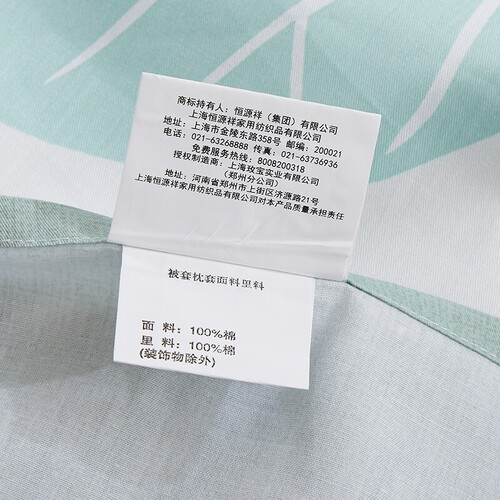 商标持有人：恒源祥（集团）有限公司
上海恒源祥家用纺织品有限公司
地址：上海市金陵东路358号 邮编：200021
电话：021-63268888 传真：021-63736936
免费服务热线：8008200318
授权制造商：上海玫宝实业有限公司
（郑州分公司）
地址：河南省郑州市上街区济源路21号
上海恒源祥家用纺织品有限公司对本产品质量承担责任
被套枕套面料里料
面 料：100%棉
里 料：100%棉
(装饰物除外)